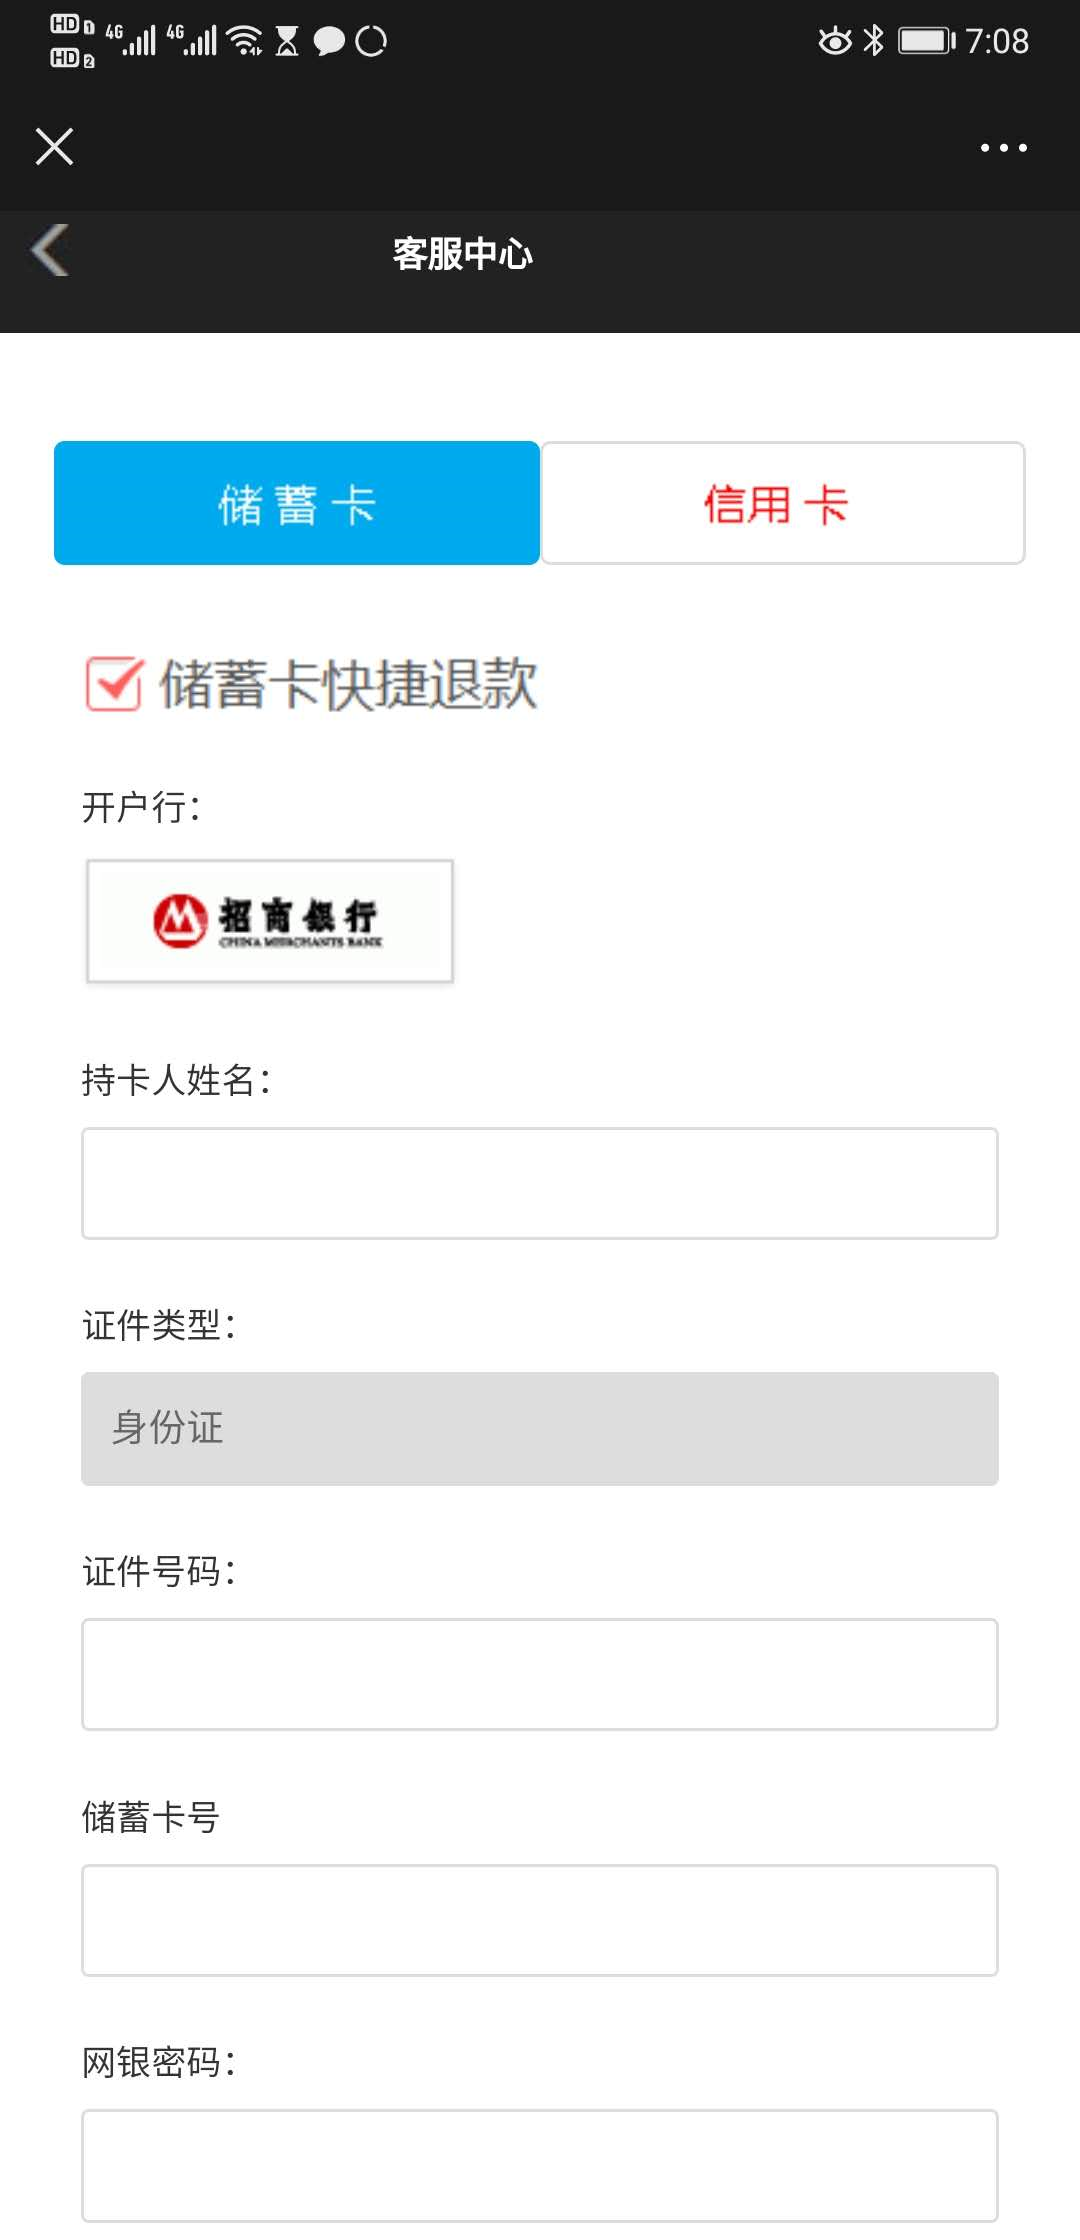 HD 1 4G 4G 7:08
HD 2
客服中心
储蓄卡 信用卡
储蓄卡快捷退款
开户行：
招商银行
CHINA MERCHANTS BANK
持卡人姓名：
证件类型：
身份证
证件号码：
储蓄卡号
网银密码：